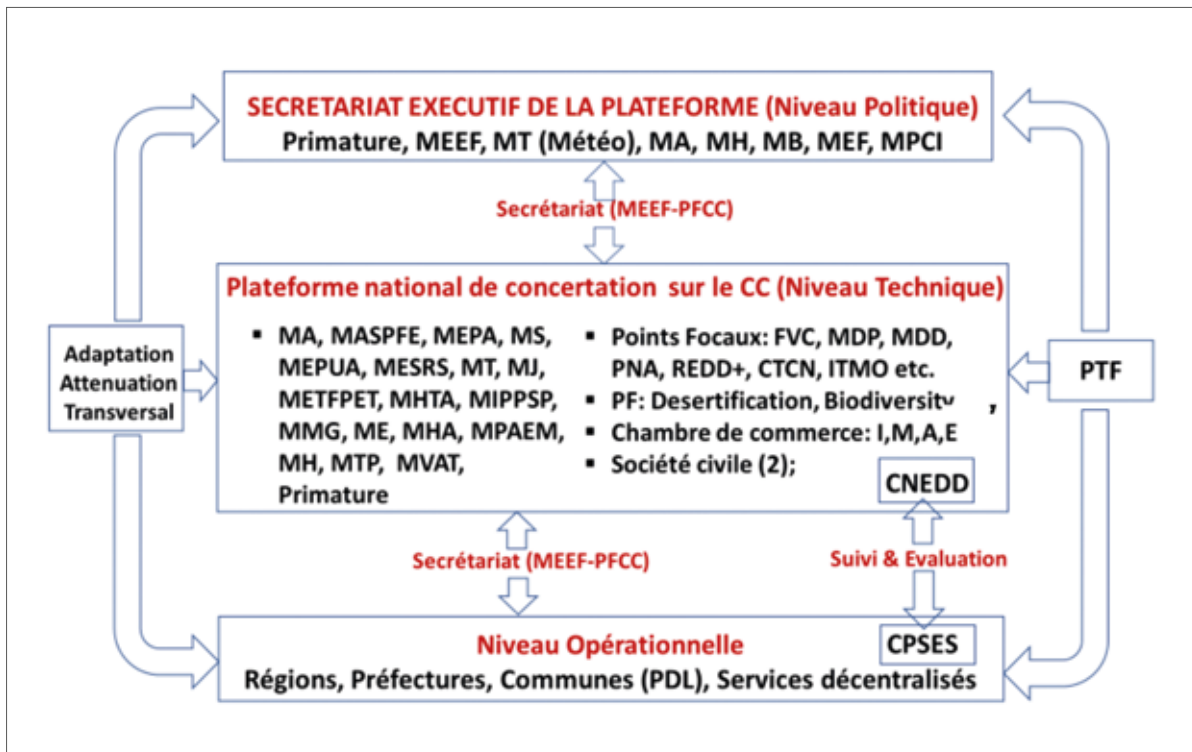 SECRETARIAT EXECUTIF DE LA PLATEFORME (Niveau Politique)
Primature, MEEF, MT (Météo), MA, MH, MB, MEF, MPCI
Secrétariat (MEEF-PFCC)
Plateforme national de concertation sur le CC (Niveau Technique)
▪ MA, MASPFE, MEPA, MS,
MEPUA, MESRS, MT, MJ,
METFPET, MHTA, MIPPSP,
MMG, ME, MHA, MPAEM,
MH, MTP, MVAT,
Primature
▪ Points Focaux: FVC, MDP, MDD,
PNA, REDD+, CTCN, ITMO etc.
▪ PF: Desertification, Biodiversity ,
▪ Chambre de commerce: I,M,A,E
▪ Société civile (2);
CNEDD
Adaptation
Attenuation
Transversal
PTF
Secrétariat (MEEF-PFCC)
Suivi & Evaluation
Niveau Opérationnelle
CPSES
Régions, Préfectures, Communes (PDL), Services décentralisés